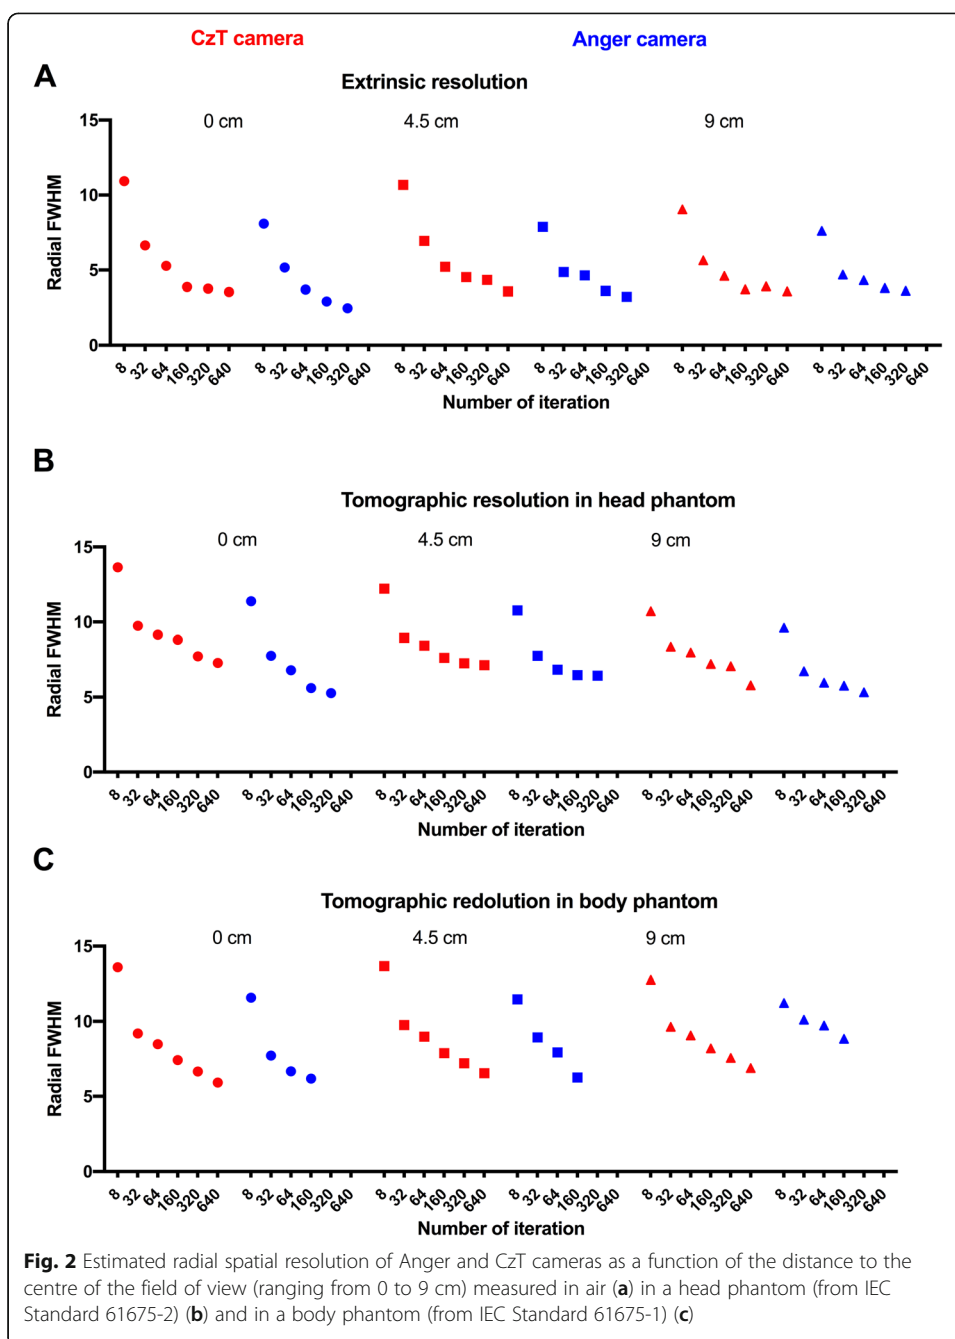 CzT camera Anger camera
A
Extrinsic resolution
0 cm 4.5 cm 9 cm
15
10
5
0
Radial FWHM
8 32 64 160 320 640 8 32 64 160 320 640 8 32 64 160 320 640 8 32 64 160 320 640 8 32 64 160 320 640 8 32 64 160 320 640
Number of iteration
B
Tomographic resolution in head phantom
0 cm 4.5 cm 9 cm
15
10
5
0
Radial FWHM
8 32 64 160 320 640 8 32 64 160 320 640 8 32 64 160 320 640 8 32 64 160 320 640 8 32 64 160 320 640 8 32 64 160 320 640
Number of iteration
C
Tomographic redolution in body phantom
0 cm 4.5 cm 9 cm
15
10
5
0
Radial FWHM
8 32 64 160 320 640 8 32 64 160 320 640 8 32 64 160 320 640 8 32 64 160 320 640 8 32 64 160 320 640 8 32 64 160 320 640
Number of iteration
Fig. 2 Estimated radial spatial resolution of Anger and CzT cameras as a function of the distance to the
centre of the field of view (ranging from 0 to 9 cm) measured in air (a) in a head phantom (from IEC
Standard 61675-2) (b) and in a body phantom (from IEC Standard 61675-1) (c)